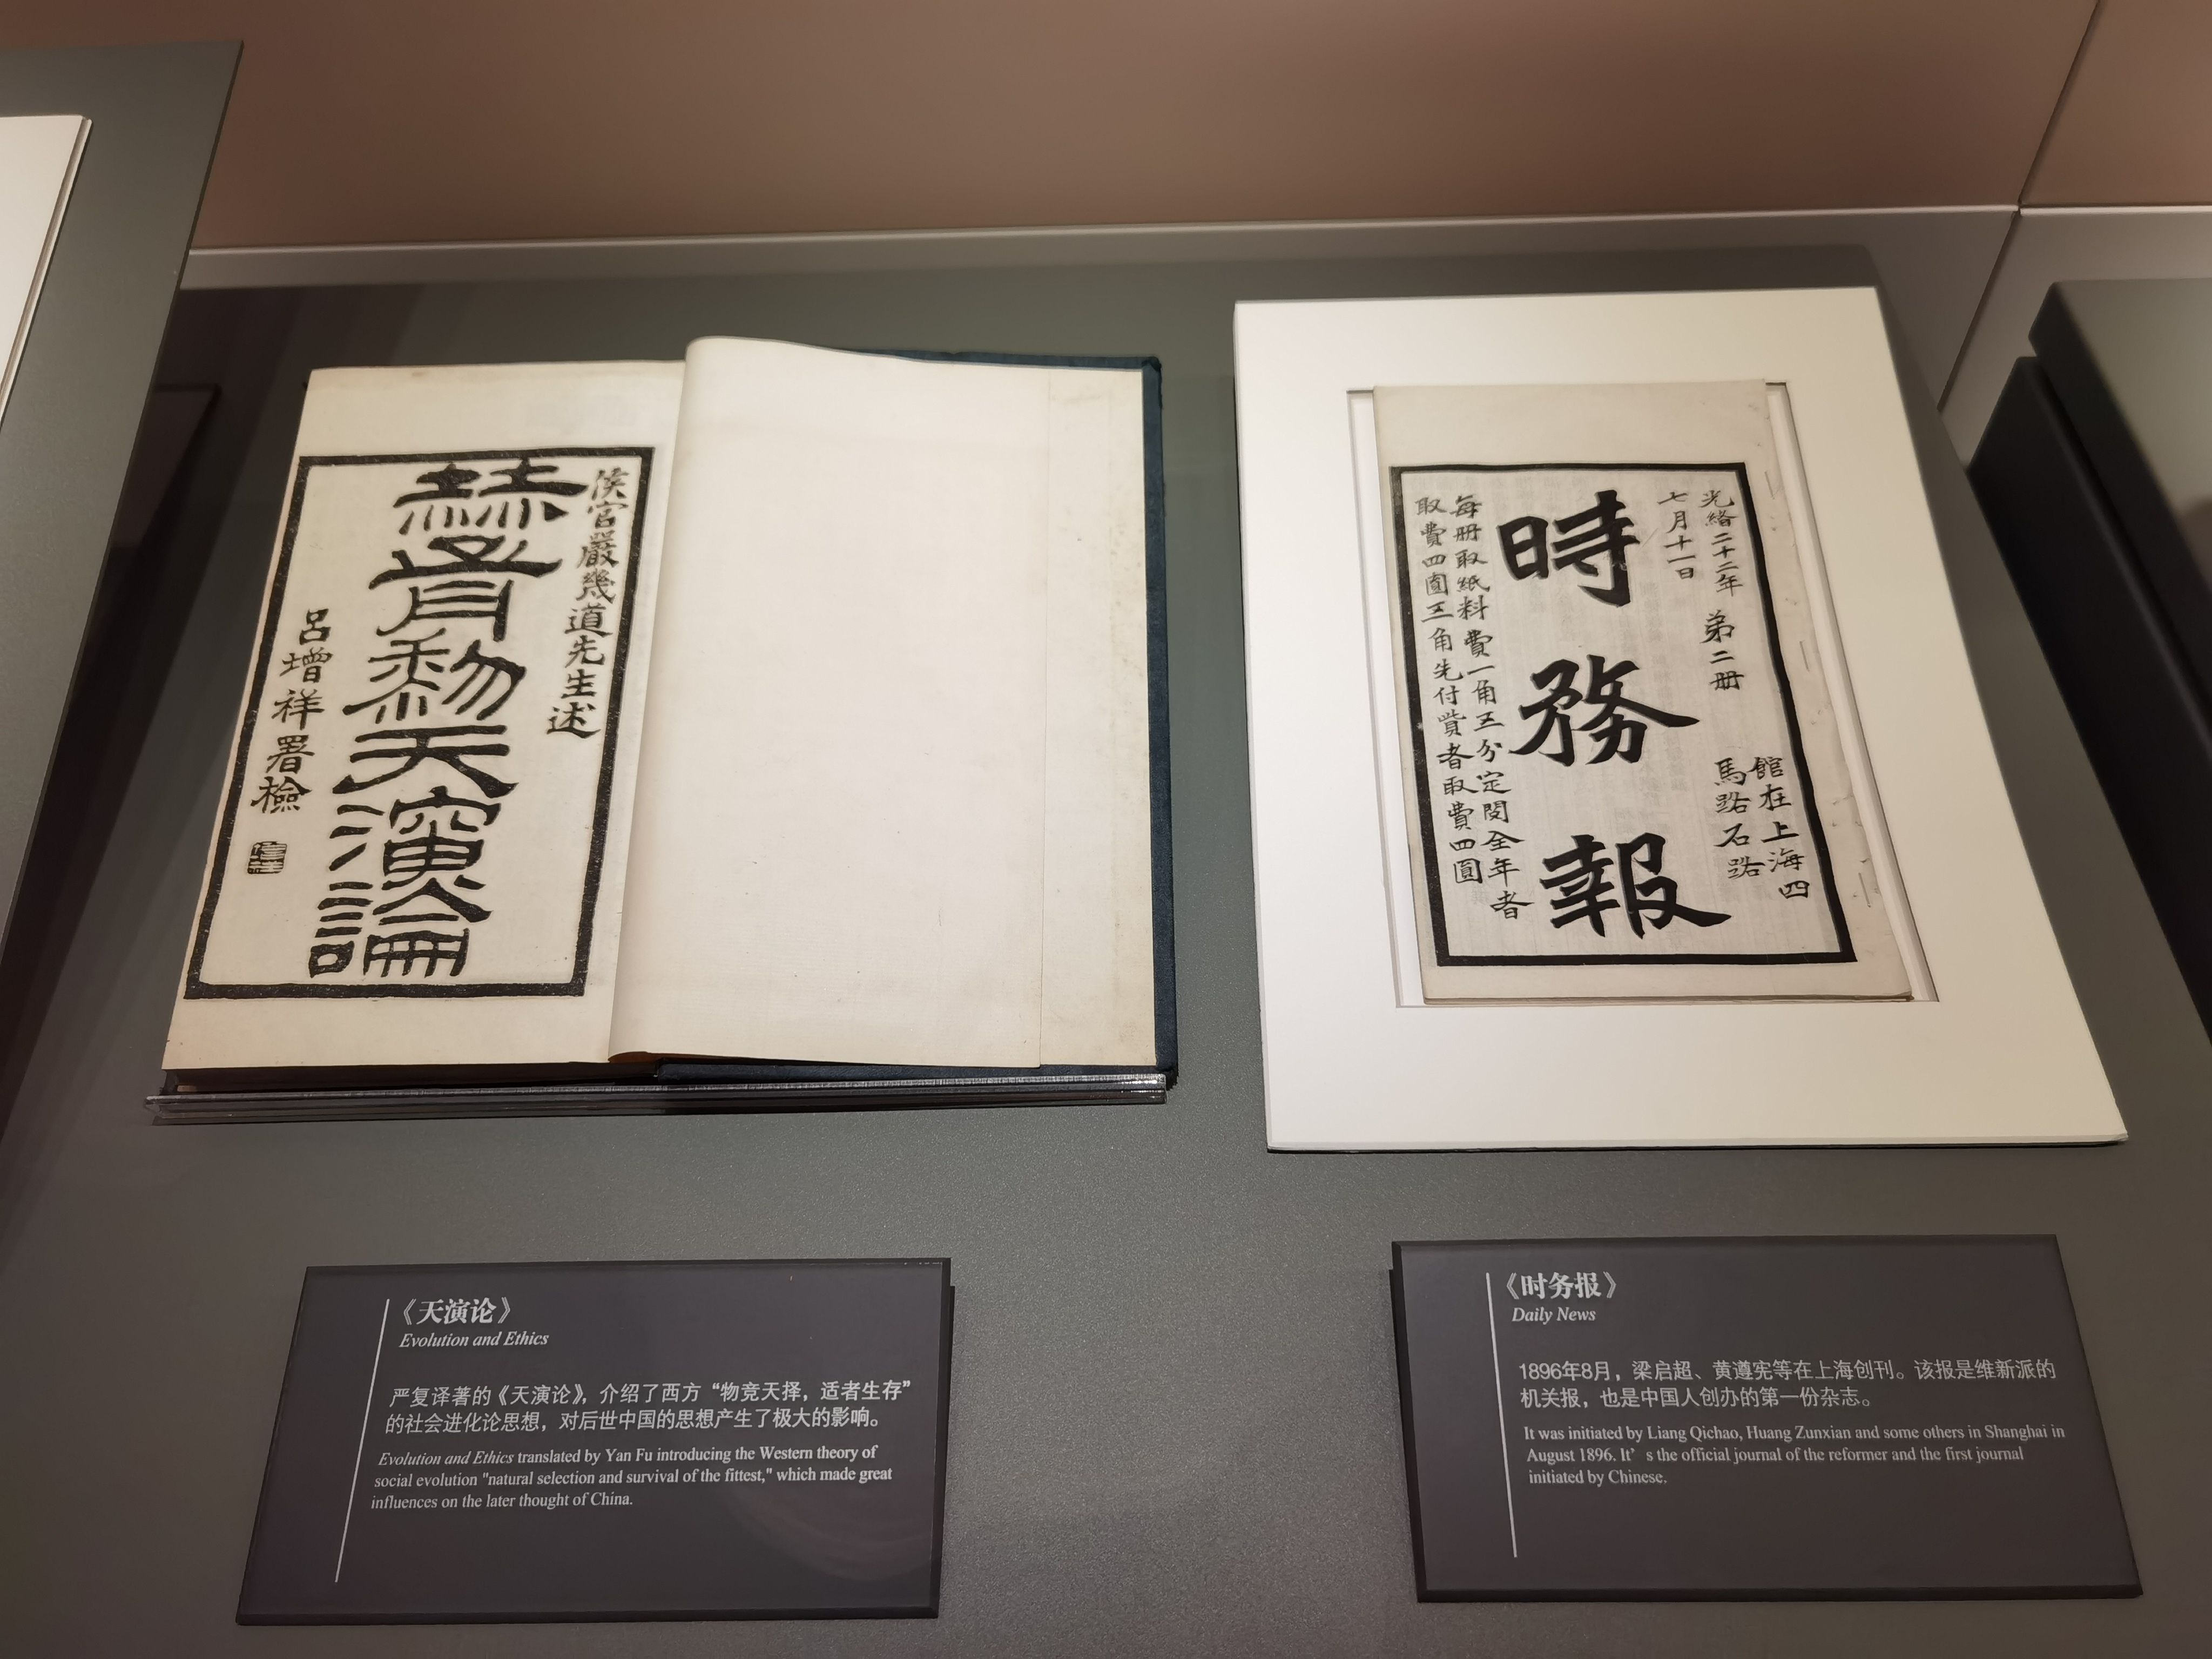 侯官嚴幾道先生述
赫胥黎天演論
呂增祥署檢
光緒二十二年
七月十一日
弟二册
館在上海四
馬路石路
時務報
每册取紙料費一角五分定閱全年者
取費四圓五角先付貲者取費四圓
《天演论》
Evolution and Ethics
严复译著的《天演论》，介绍了西方“物竞天择，适者生存”
的社会进化论思想，对后世中国的思想产生了极大的影响。
Evolution and Ethics translated by Yan Fu introducing the Western theory of
social evolution "natural selection and survival of the fittest," which made great
influences on the later thought of China.
《时务报》
Daily News
1896年8月，梁启超、黄遵宪等在上海创刊。该报是维新派的
机关报，也是中国人创办的第一份杂志。
It was initiated by Liang Qichao, Huang Zunxian and some others in Shanghai in
August 1896. It’ s the official journal of the reformer and the first journal
initiated by Chinese.